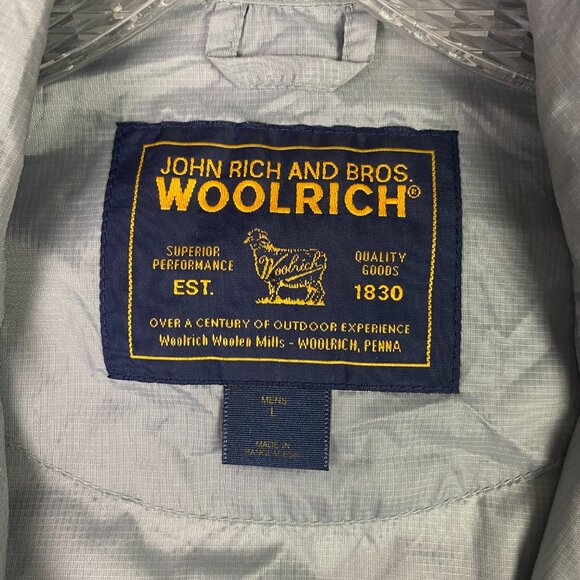 JOHN RICH AND BROS.
WOOLRICH®
SUPERIOR
PERFORMANCE
EST.
Woolrich
QUALITY
GOODS
1830
OVER A CENTURY OF OUTDOOR EXPERIENCE
Woolrich Woolen Mills - WOOLRICH, PENNA
MENS
L
MADE IN
BANGLADESH